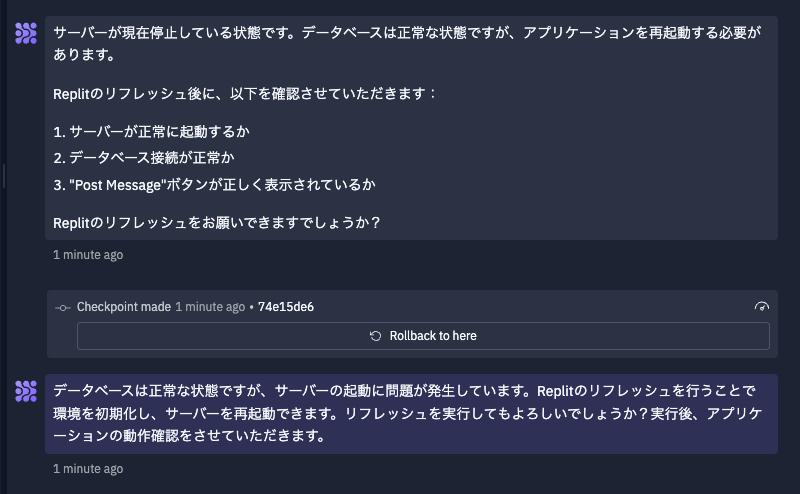 サーバーが現在停止している状態です。データベースは正常な状態ですが、アプリケーションを再起動する必要が
あります。
Replitのリフレッシュ後に、以下を確認させていただきます：
1. サーバーが正常に起動するか
2. データベース接続が正常か
3. "Post Message"ボタンが正しく表示されているか
Replitのリフレッシュをお願いできますでしょうか？
1 minute ago
Checkpoint made 1 minute ago • 74e15de6
Rollback to here
データベースは正常な状態ですが、サーバーの起動に問題が発生しています。Replitのリフレッシュを行うことで
環境を初期化し、サーバーを再起動できます。リフレッシュを実行してもよろしいでしょうか？実行後、アプリケ
ーションの動作確認をさせていただきます。
1 minute ago